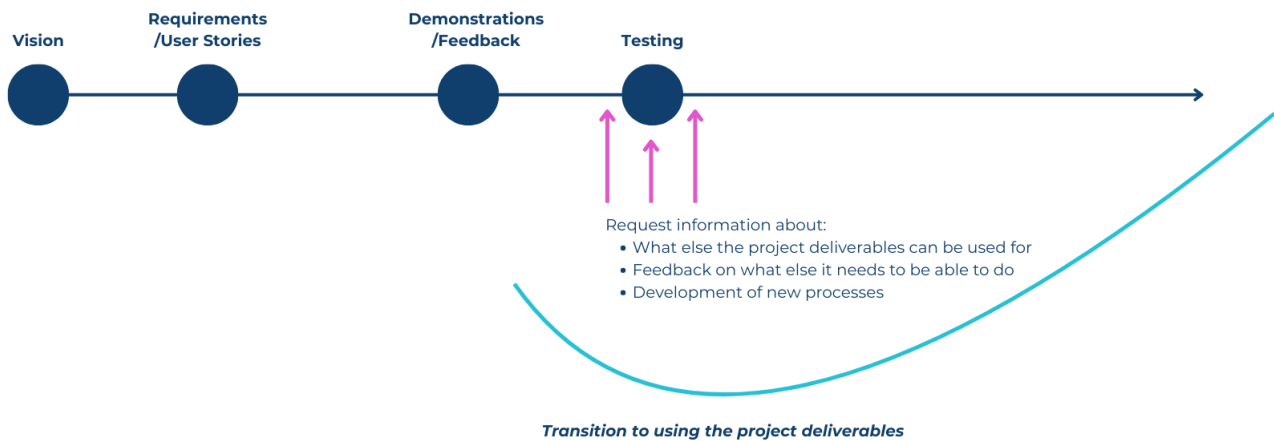 Vision
Requirements
/User Stories
Demonstrations
/Feedback
Testing
Request information about:
• What else the project deliverables can be used for
• Feedback on what else it needs to be able to do
• Development of new processes
Transition to using the project deliverables